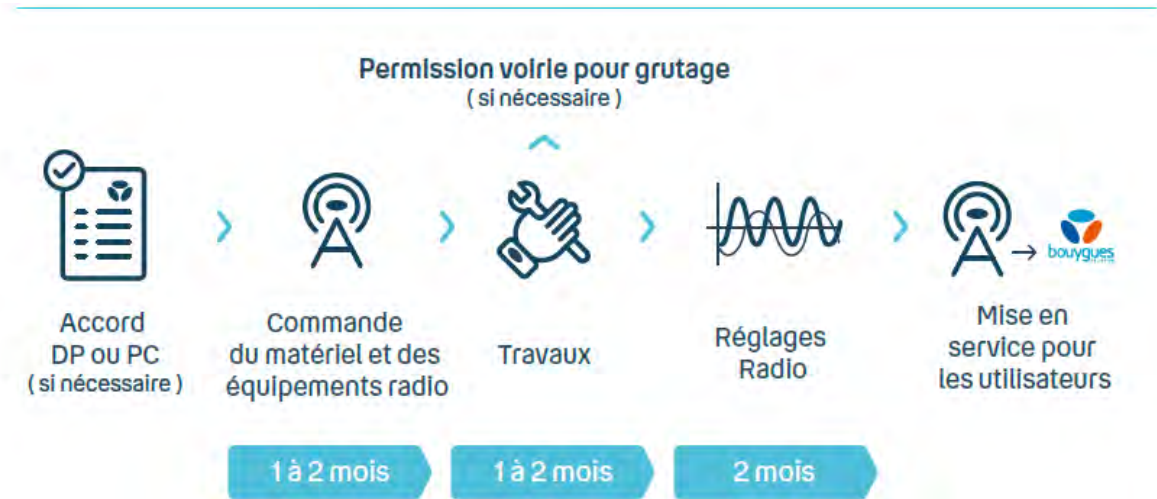 Permission voirie pour grutage
( si nécessaire )
Accord
DP ou PC
( si nécessaire )
Commande
du matériel et des
équipements radio
Travaux
Réglages
Radio
bouygues
Mise en
service pour
les utilisateurs
1 à 2 mois
1 à 2 mois
2 mois